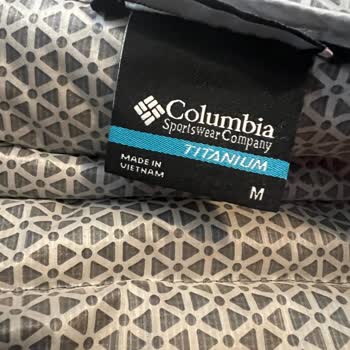 Columbia
Sportswear Company
TITANIUM
MADE IN
VIETNAM
M